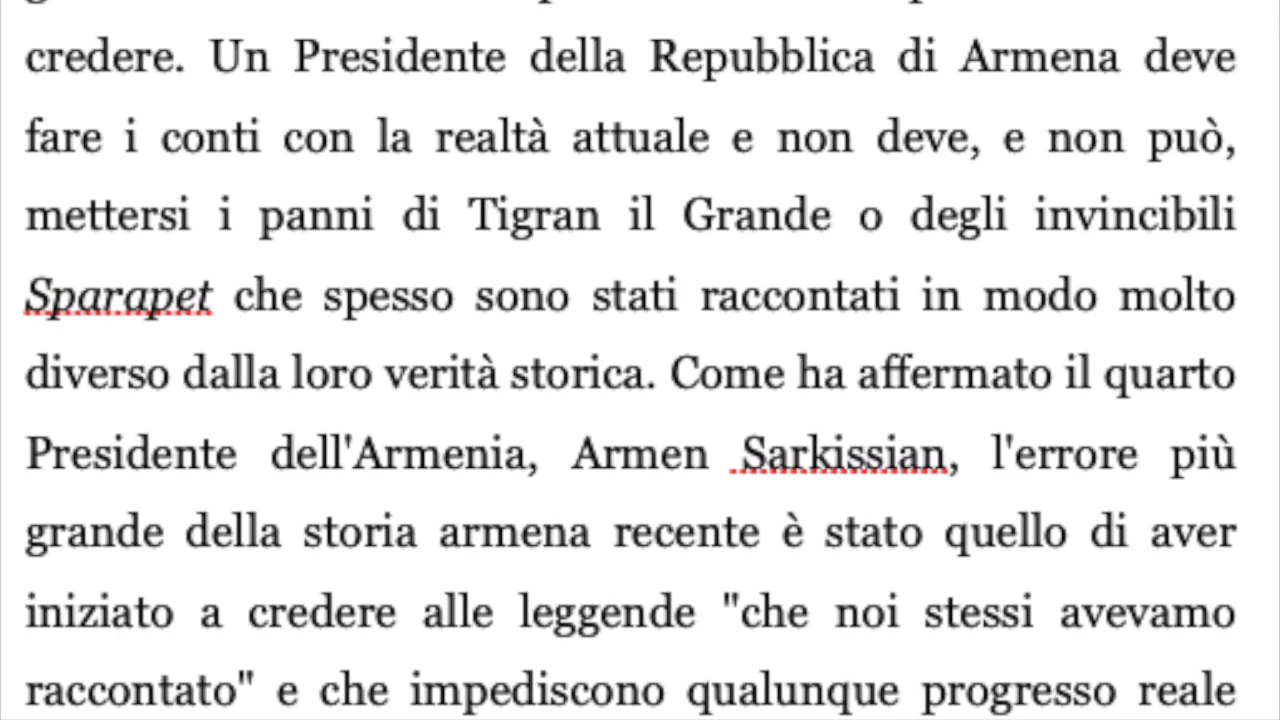 credere. Un Presidente della Repubblica di Armena deve
fare i conti con la realtà attuale e non deve, e non può,
mettersi i panni di Tigran il Grande o degli invincibili
Sparapet che spesso sono stati raccontati in modo molto
diverso dalla loro verità storica. Come ha affermato il quarto
Presidente dell'Armenia, Armen Sarkissian, l'errore più
grande della storia armena recente è stato quello di aver
iniziato a credere alle leggende "che noi stessi avevamo
raccontato" e che impediscono qualunque progresso reale